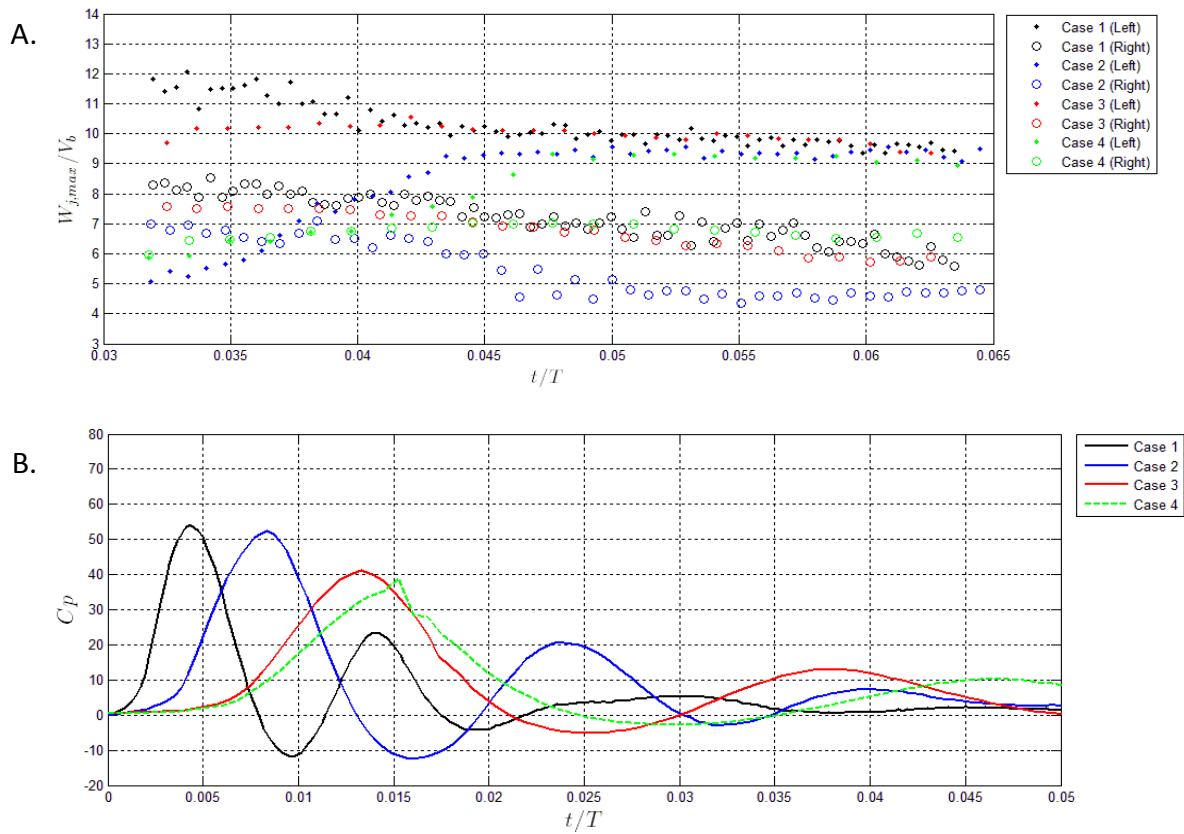 A.
14
13
12
11
10
9
8
7
6
5
4
3
W_{j,max}/V_b
0.03 0.035 0.04 0.045 0.05 0.055 0.06 0.065
t/T
Case 1 (Left)
Case 1 (Right)
Case 2 (Left)
Case 2 (Right)
Case 3 (Left)
Case 3 (Right)
Case 4 (Left)
Case 4 (Right)
B.
80
70
60
50
40
30
20
10
0
-10
-20
Cp
0 0.005 0.01 0.015 0.02 0.025 0.03 0.035 0.04 0.045 0.05
t/T
Case 1
Case 2
Case 3
Case 4